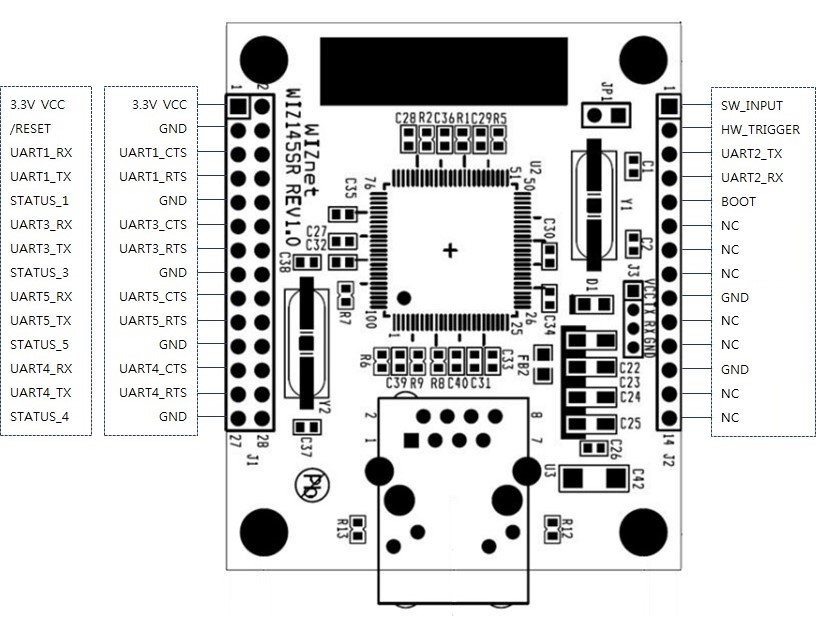 3.3V VCC
/RESET
UART1_RX
UART1_TX
STATUS_1
UART3_RX
UART3_TX
STATUS_3
UART5_RX
UART5_TX
STATUS_5
UART4_RX
UART4_TX
STATUS_4
3.3V VCC
GND
UART1_CTS
UART1_RTS
GND
UART3_CTS
UART3_RTS
GND
UART5_CTS
UART5_RTS
GND
UART4_CTS
UART4_RTS
GND
1
2
27
28
J1
WIZnet
WIZ145SR REV1.0
C28 R2 C36 R1 C29 R5
U2
76
51
50
C35
C27
C32
C38
R7
100
1
25
26
C30
C34
R6
C39 R9 R8 C40 C31
C33
FB2
Y2
C37
Pb
2
8
1
7
U3
R13
R12
JP1
C1
Y1
C2
J3
VCC TX RX GND
D1
C22
C23
C24
C25
C26
C42
1
14
J2
SW_INPUT
HW_TRIGGER
UART2_TX
UART2_RX
BOOT
NC
NC
NC
GND
NC
NC
GND
NC
NC